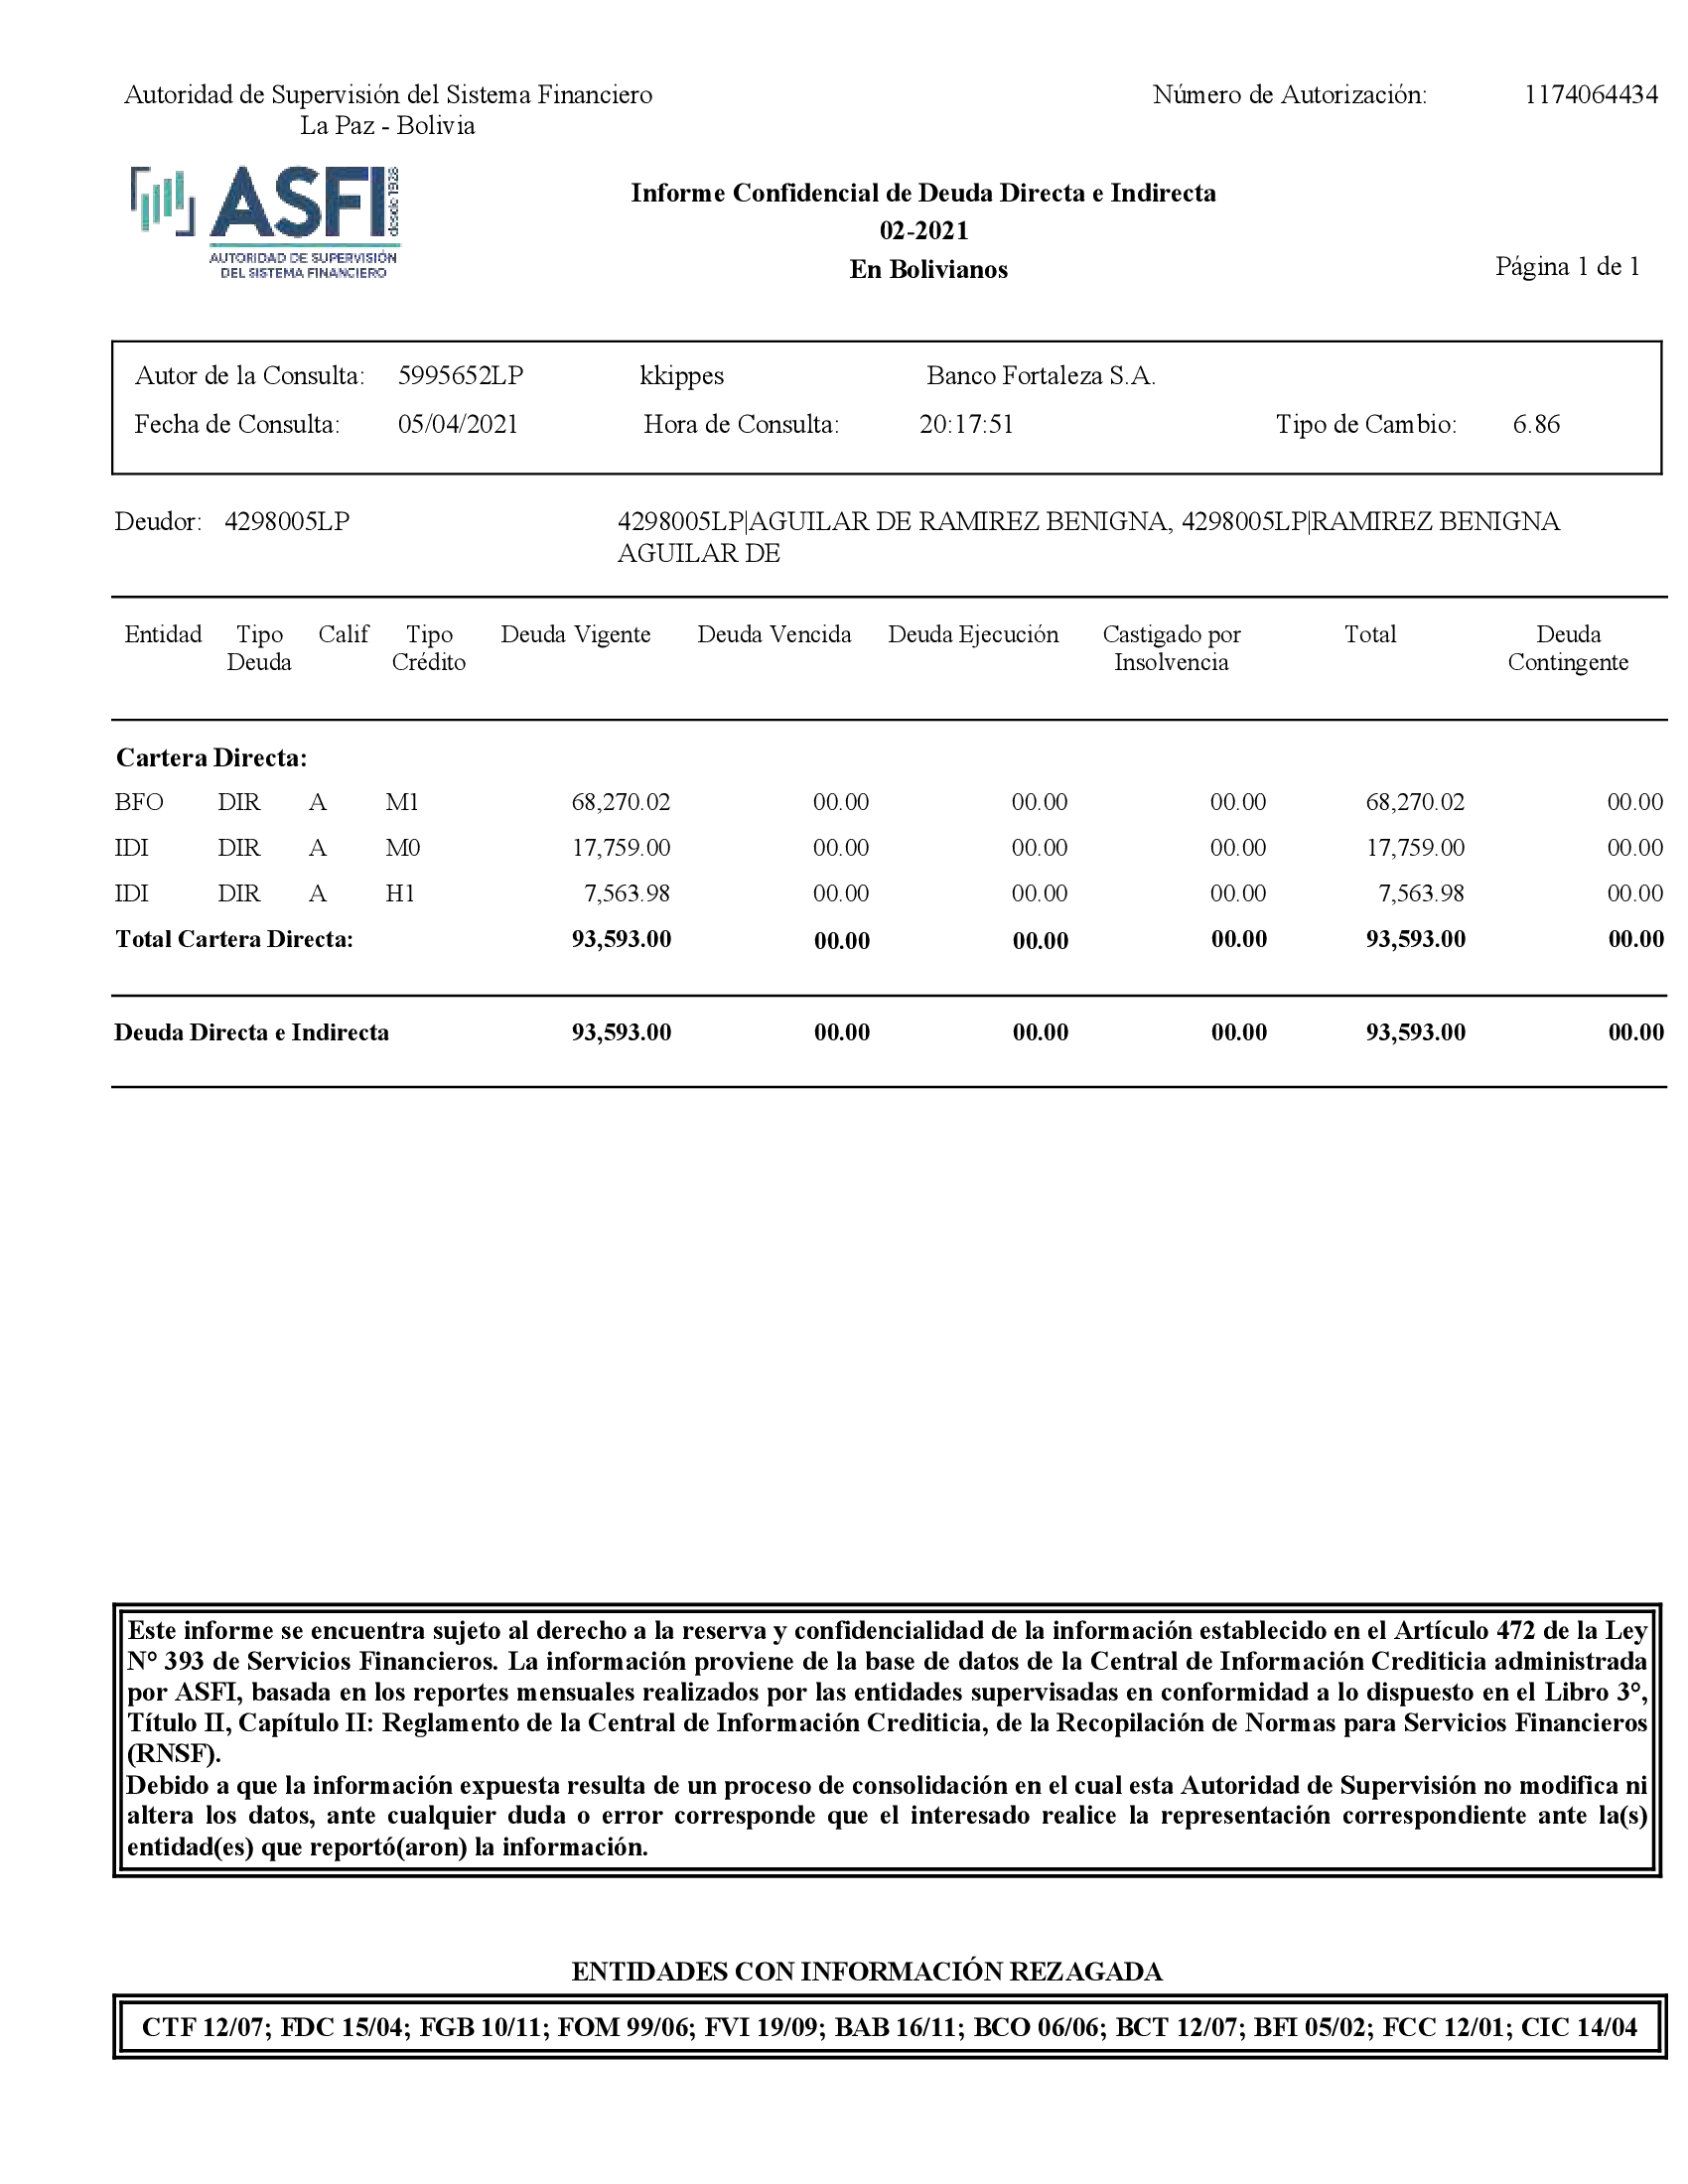 Autoridad de Supervisión del Sistema Financiero
La Paz - Bolivia
Número de Autorización: 1174064434
ASFI desde 1928
AUTORIDAD DE SUPERVISIÓN
DEL SISTEMA FINANCIERO
Informe Confidencial de Deuda Directa e Indirecta
02-2021
En Bolivianos
Página 1 de 1
Autor de la Consulta: 5995652LP kkippes Banco Fortaleza S.A.
Fecha de Consulta: 05/04/2021 Hora de Consulta: 20:17:51 Tipo de Cambio: 6.86
Deudor: 4298005LP 4298005LP|AGUILAR DE RAMIREZ BENIGNA, 4298005LP|RAMIREZ BENIGNA
AGUILAR DE
Entidad Tipo Calif Tipo Deuda Vigente Deuda Vencida Deuda Ejecución Castigado por Total Deuda
Deuda Crédito Insolvencia Contingente
Cartera Directa:
BFO DIR A M1 68,270.02 00.00 00.00 00.00 68,270.02 00.00
IDI DIR A M0 17,759.00 00.00 00.00 00.00 17,759.00 00.00
IDI DIR A H1 7,563.98 00.00 00.00 00.00 7,563.98 00.00
Total Cartera Directa: 93,593.00 00.00 00.00 00.00 93,593.00 00.00
Deuda Directa e Indirecta 93,593.00 00.00 00.00 00.00 93,593.00 00.00
Este informe se encuentra sujeto al derecho a la reserva y confidencialidad de la información establecido en el Artículo 472 de la Ley
N° 393 de Servicios Financieros. La información proviene de la base de datos de la Central de Información Crediticia administrada
por ASFI, basada en los reportes mensuales realizados por las entidades supervisadas en conformidad a lo dispuesto en el Libro 3°,
Título II, Capítulo II: Reglamento de la Central de Información Crediticia, de la Recopilación de Normas para Servicios Financieros
(RNSF).
Debido a que la información expuesta resulta de un proceso de consolidación en el cual esta Autoridad de Supervisión no modifica ni
altera los datos, ante cualquier duda o error corresponde que el interesado realice la representación correspondiente ante la(s)
entidad(es) que reportó(aron) la información.
ENTIDADES CON INFORMACIÓN REZAGADA
CTF 12/07; FDC 15/04; FGB 10/11; FOM 99/06; FVI 19/09; BAB 16/11; BCO 06/06; BCT 12/07; BFI 05/02; FCC 12/01; CIC 14/04